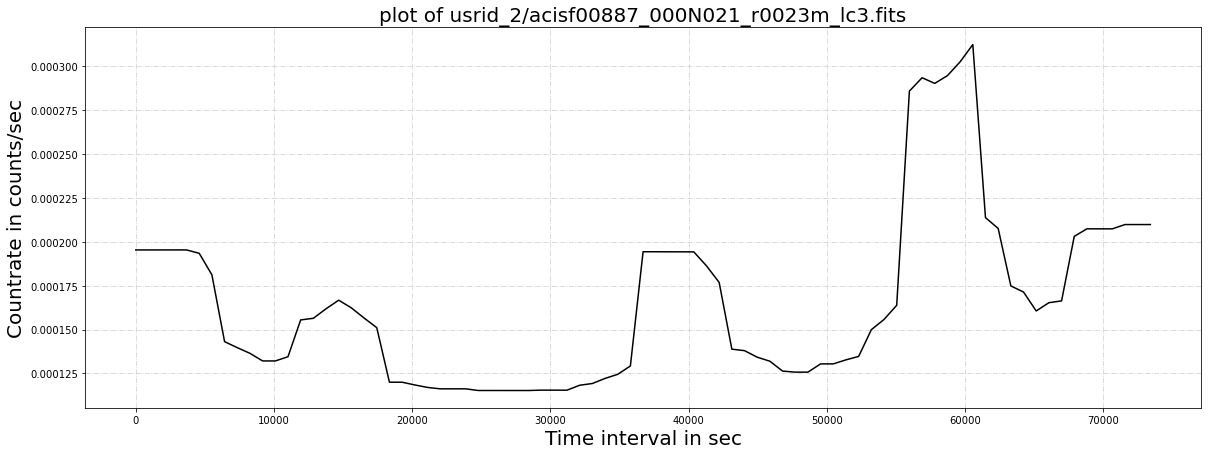 plot of usrid_2/acisf00887_000N021_r0023m_lc3.fits
Countrate in counts/sec
0.000300
0.000275
0.000250
0.000225
0.000200
0.000175
0.000150
0.000125
0 10000 20000 30000 40000 50000 60000 70000
Time interval in sec